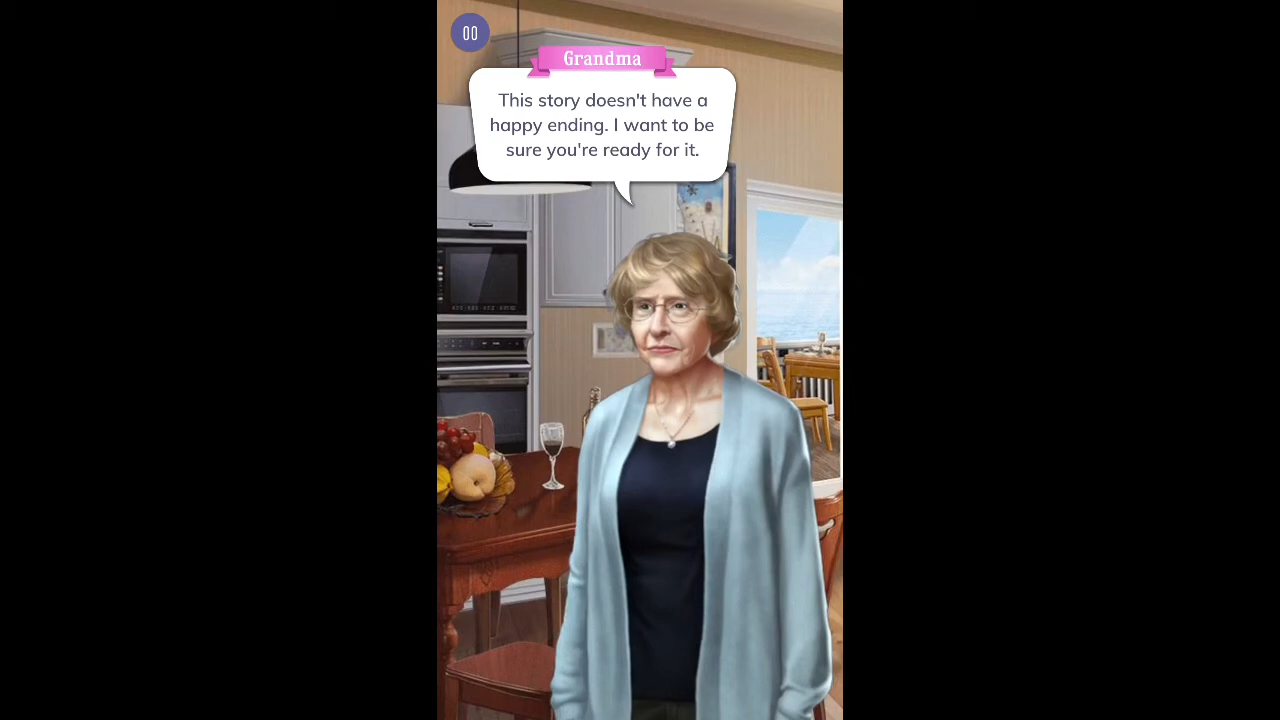 Grandma
This story doesn't have a
happy ending. I want to be
sure you're ready for it.